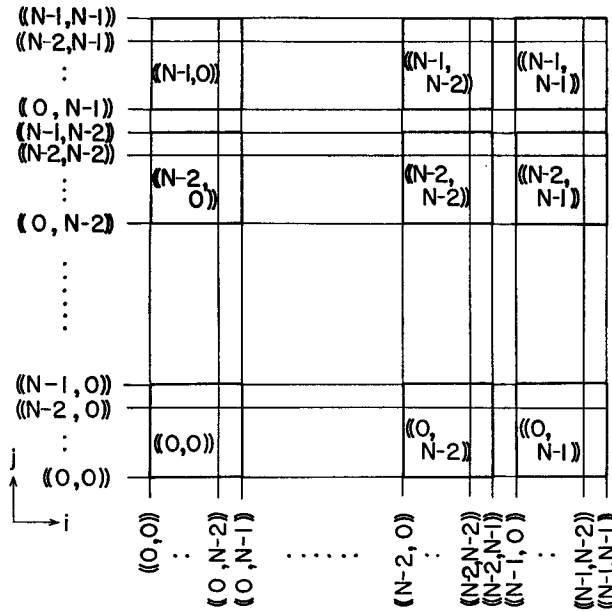 ((N-1,N-1))
((N-2,N-1))
⋮
((0,N-1))
((N-1,N-2))
((N-2,N-2))
⋮
((0,N-2))
⋮
((N-1,0))
((N-2,0))
⋮
((0,0))
((N-1,0))
((N-1,
N-2))
((N-1,
N-1))
((N-2,
0))
((N-2,
N-2))
((N-2,
N-1))
((0,0))
((0,
N-2))
((0,
N-1))
j
i
((0,0))
..
((0,N-2))
((0,N-1))
......
((N-2,0))
..
((N-2,N-2))
((N-2,N-1))
((N-1,0))
..
((N-1,N-2))
((N-1,N-1))